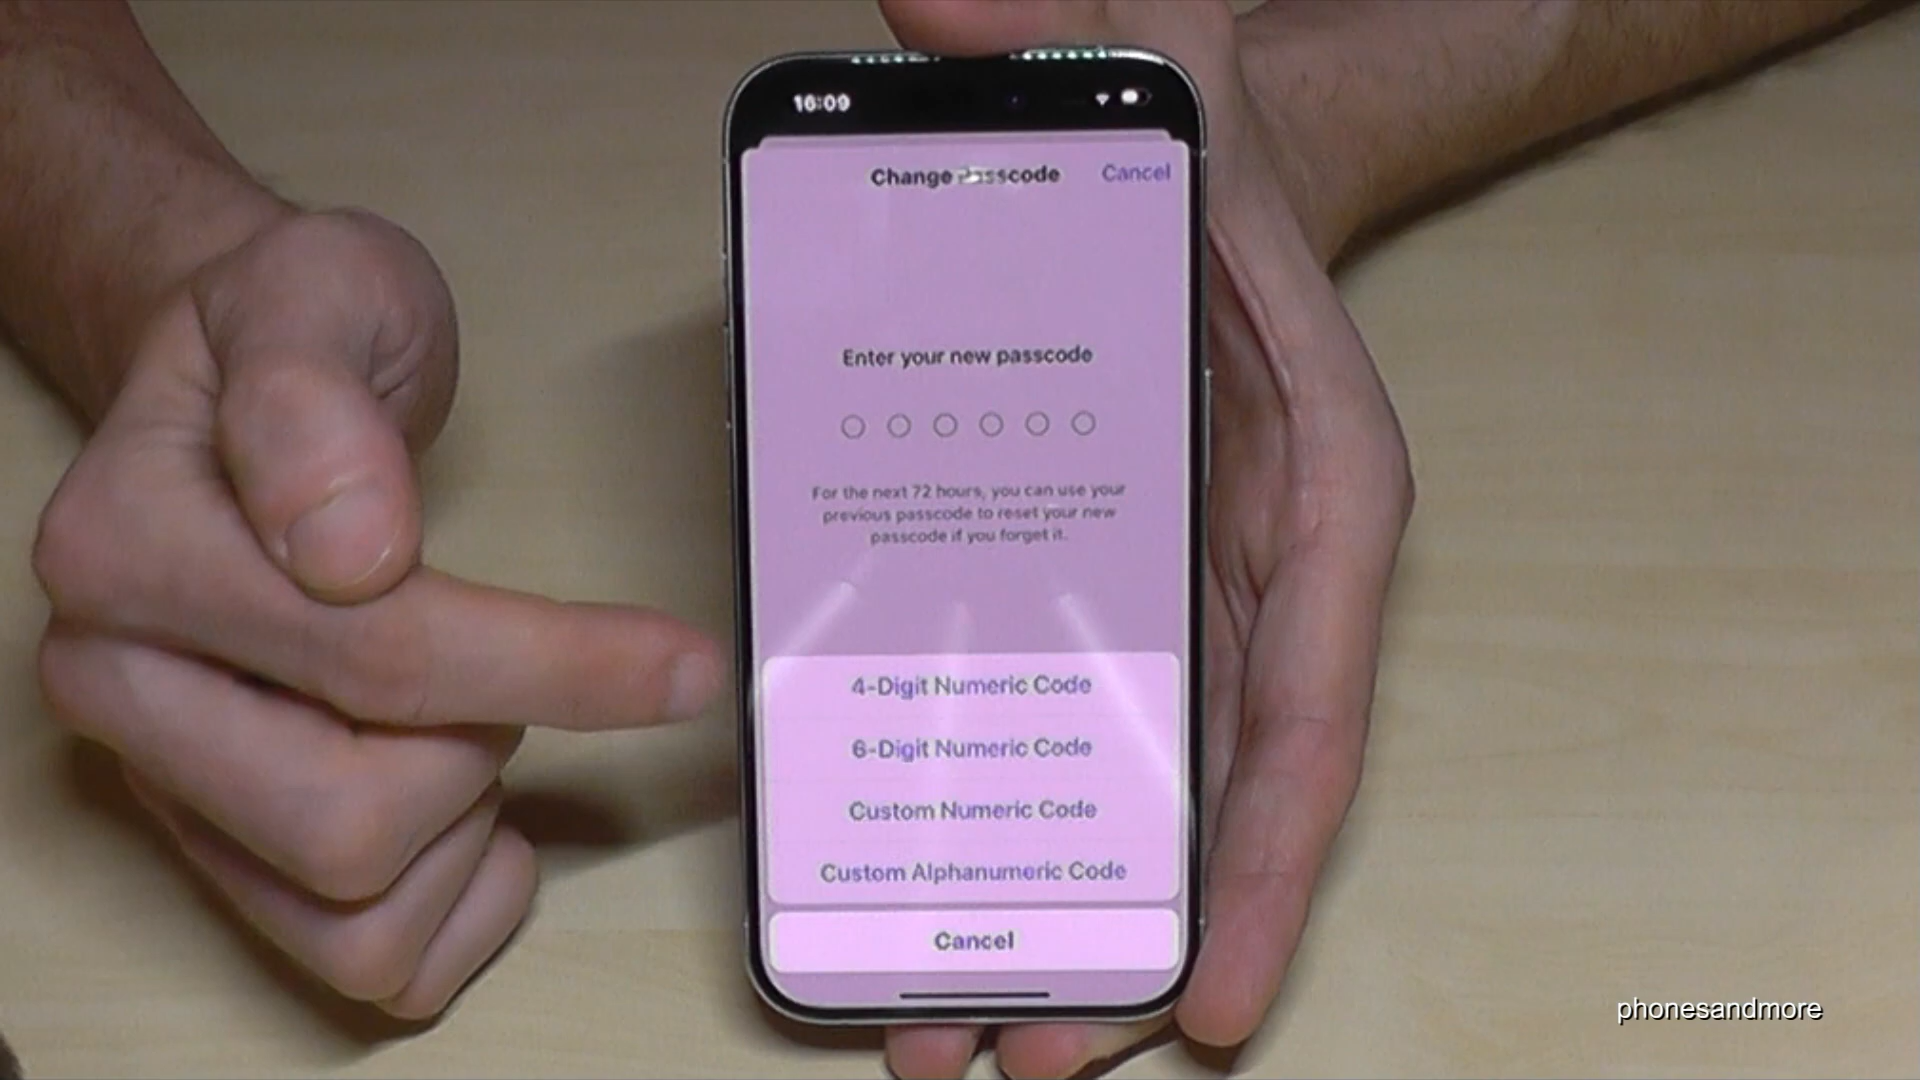 16:09
Change Passcode
Cancel
Enter your new passcode
For the next 72 hours, you can use your
previous passcode to reset your new
passcode if you forget it.
4-Digit Numeric Code
6-Digit Numeric Code
Custom Numeric Code
Custom Alphanumeric Code
Cancel
phonesandmore